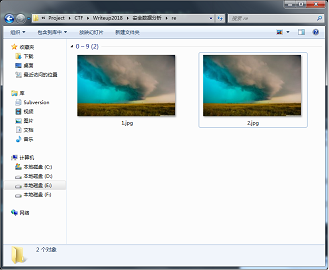 Project ▸ CTF ▸ Writeup2018 ▸ 安全数据分析 ▸ re
搜索 re
组织 ▾ 包含到库中 ▾ 放映幻灯片 新建文件夹
收藏夹
下载
桌面
最近访问的位置
库
Subversion
视频
图片
文档
音乐
计算机
本地磁盘 (C:)
本地磁盘 (D:)
本地磁盘 (E:)
本地磁盘 (F:)
网络
0 – 9 (2)
1.jpg 2.jpg
2 个对象